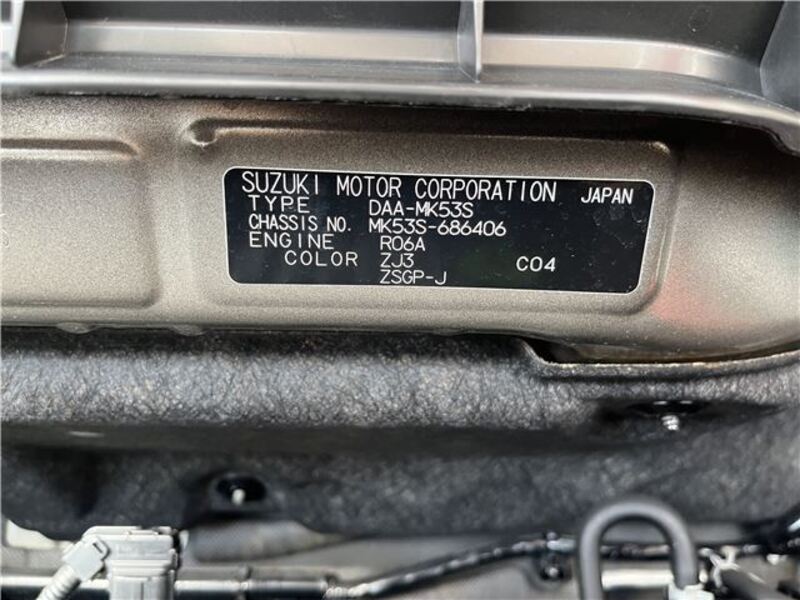 SUZUKI MOTOR CORPORATION JAPAN
TYPE DAA-MK53S
CHASSIS NO. MK53S-686406
ENGINE R06A
COLOR ZJ3 C04
ZSGP-J